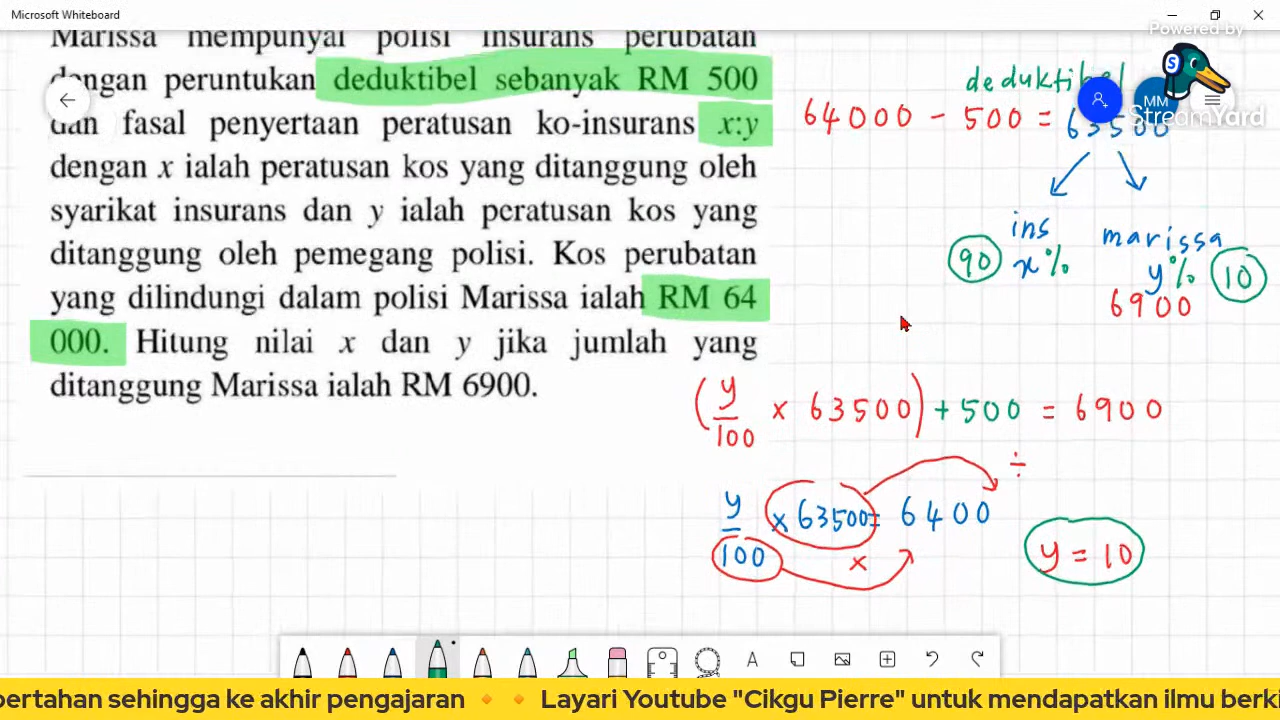 Microsoft Whiteboard
Powered by
StreamYard
MM
Marissa mempunyai polisi insurans perubatan
dengan peruntukan deduktibel sebanyak RM 500
dan fasal penyertaan peratusan ko-insurans x:y
dengan x ialah peratusan kos yang ditanggung oleh
syarikat insurans dan y ialah peratusan kos yang
ditanggung oleh pemegang polisi. Kos perubatan
yang dilindungi dalam polisi Marissa ialah RM 64
000. Hitung nilai x dan y jika jumlah yang
ditanggung Marissa ialah RM 6900.
deduktibel
64000 - 500 = 63500
ins marissa
90 x% y% 10
6900
(y/100 × 63500) + 500 = 6900
÷
y/100 × 63500 = 6400
×
y = 10
A
pertahan sehingga ke akhir pengajaran 🔸 🔸 Layari Youtube "Cikgu Pierre" untuk mendapatkan ilmu berki